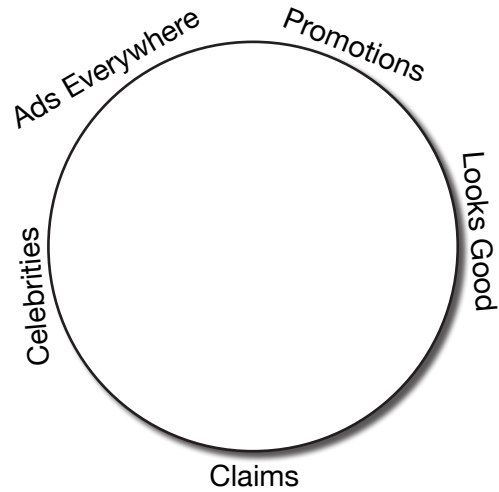 Ads Everywhere
Promotions
Looks Good
Celebrities
Claims